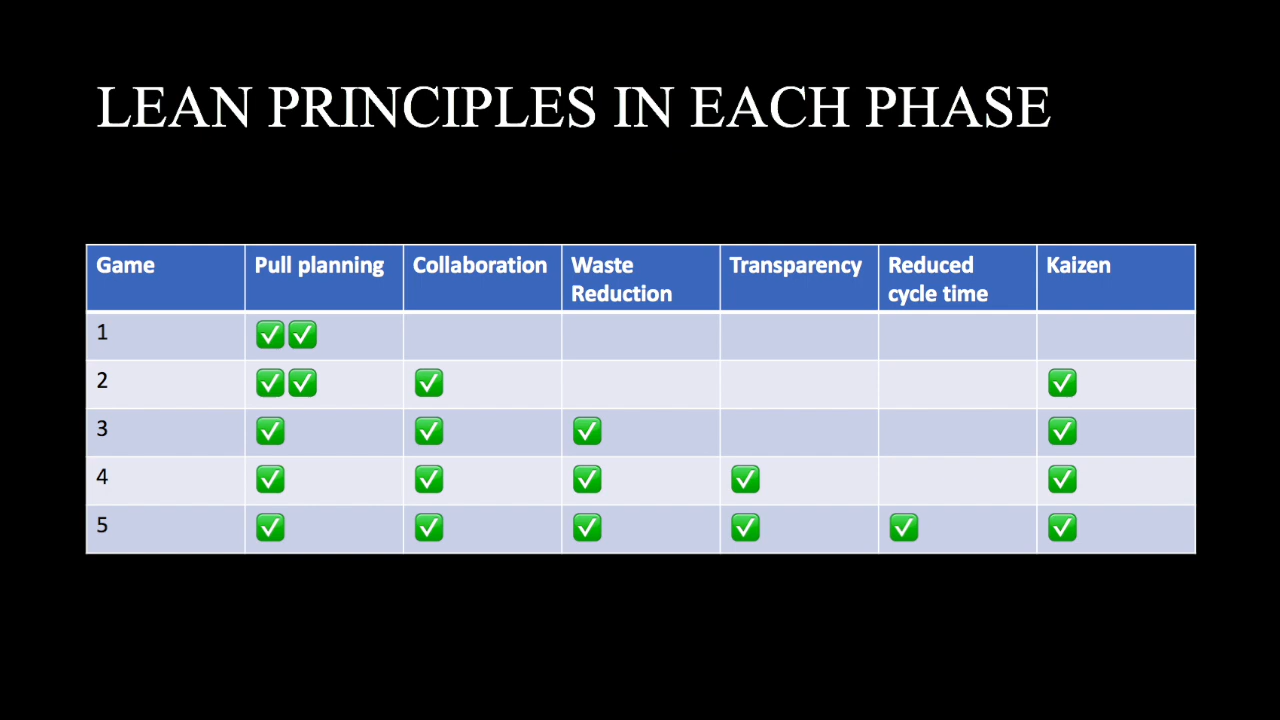 LEAN PRINCIPLES IN EACH PHASE
Game Pull planning Collaboration Waste Reduction Transparency Reduced cycle time Kaizen
1 ✅✅
2 ✅✅ ✅ ✅
3 ✅ ✅ ✅ ✅
4 ✅ ✅ ✅ ✅ ✅
5 ✅ ✅ ✅ ✅ ✅ ✅